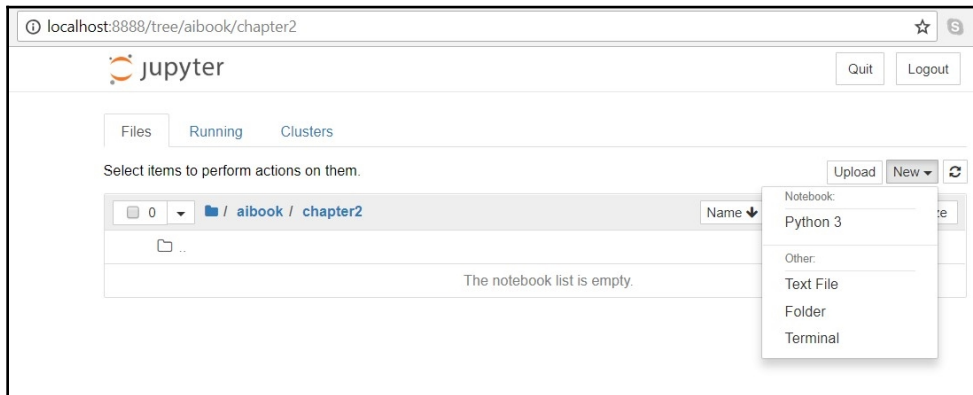 localhost:8888/tree/aibook/chapter2
jupyter
Quit Logout
Files Running Clusters
Select items to perform actions on them.
Upload New
0 / aibook / chapter2 Name
..
The notebook list is empty.
Notebook:
Python 3
Other:
Text File
Folder
Terminal